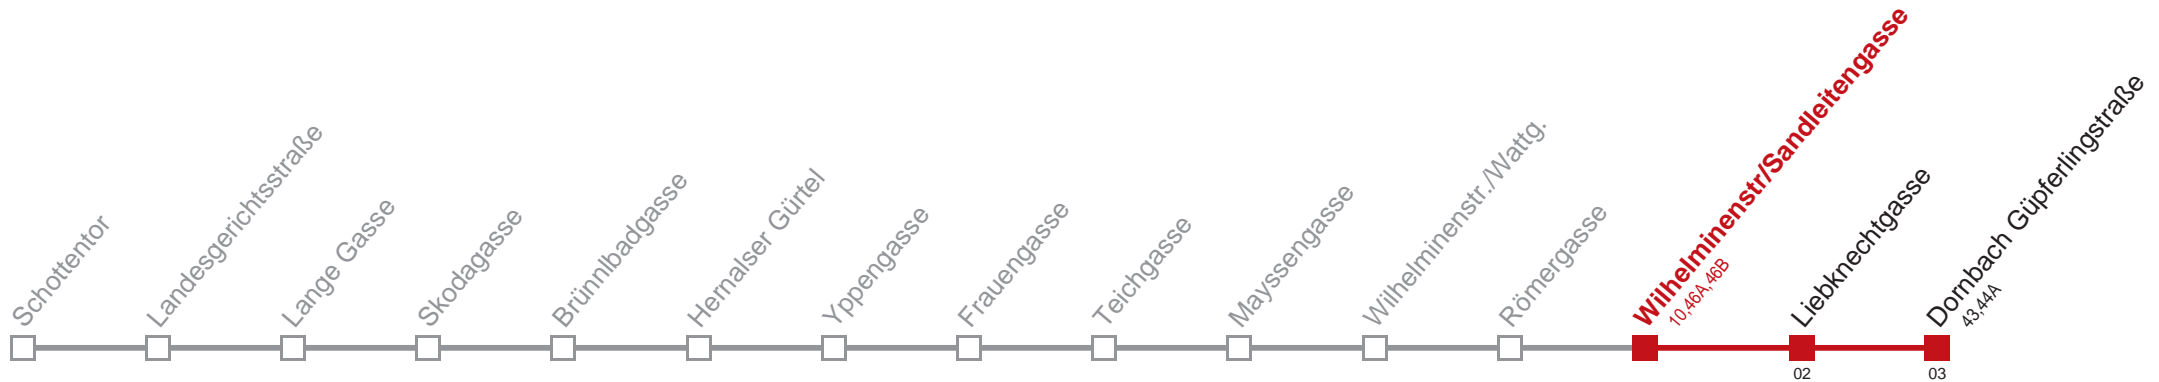 Schottentor
Landesgerichtsstraße
Lange Gasse
Skodagasse
Brünnlbadgasse
Hernalser Gürtel
Yppengasse
Frauengasse
Teichgasse
Mayssengasse
Wilhelminenstr./Wattg.
Römergasse
Wilhelminenstr/Sandleitengasse
10,46A,46B
Liebknechtgasse
Dornbach Güpferlingstraße
43,44A
02
03